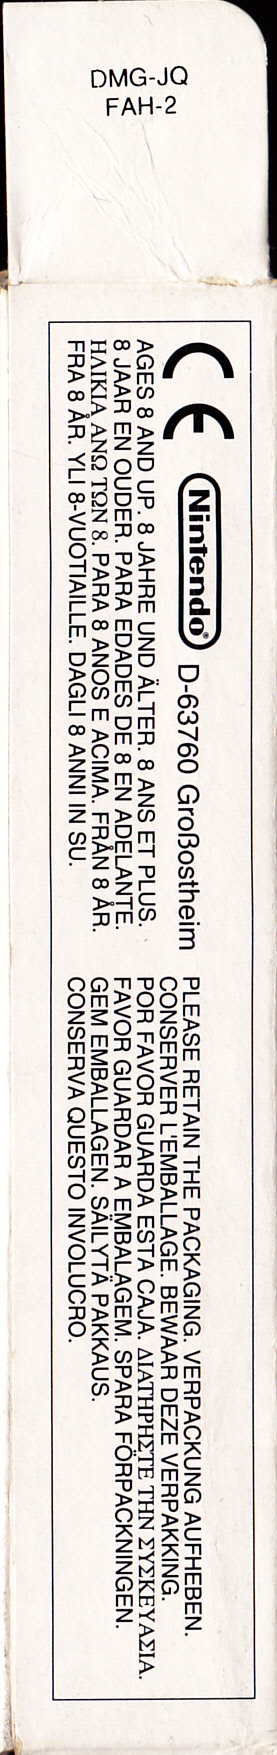 DMG-JQ
FAH-2
CE Nintendo® D-63760 Großostheim
AGES 8 AND UP. 8 JAHRE UND ÄLTER. 8 ANS ET PLUS.
8 JAAR EN OUDER. PARA EDADES DE 8 EN ADELANTE.
ΗΛΙΚΙΑ ΑΝΩ ΤΩΝ 8. PARA 8 ANOS E ACIMA. FRÅN 8 ÅR.
FRA 8 ÅR. YLI 8-VUOTIAILLE. DAGLI 8 ANNI IN SU.
PLEASE RETAIN THE PACKAGING. VERPACKUNG AUFHEBEN.
CONSERVER L'EMBALLAGE. BEWAAR DEZE VERPAKKING.
POR FAVOR GUARDA ESTA CAJA. ΔΙΑΤΗΡΗΣΤΕ ΤΗΝ ΣΥΣΚΕΥΑΣΙΑ.
FAVOR GUARDAR A EMBALAGEM. SPARA FÖRPACKNINGEN.
GEM EMBALLAGEN. SÄILYTÄ PAKKAUS.
CONSERVA QUESTO INVOLUCRO.